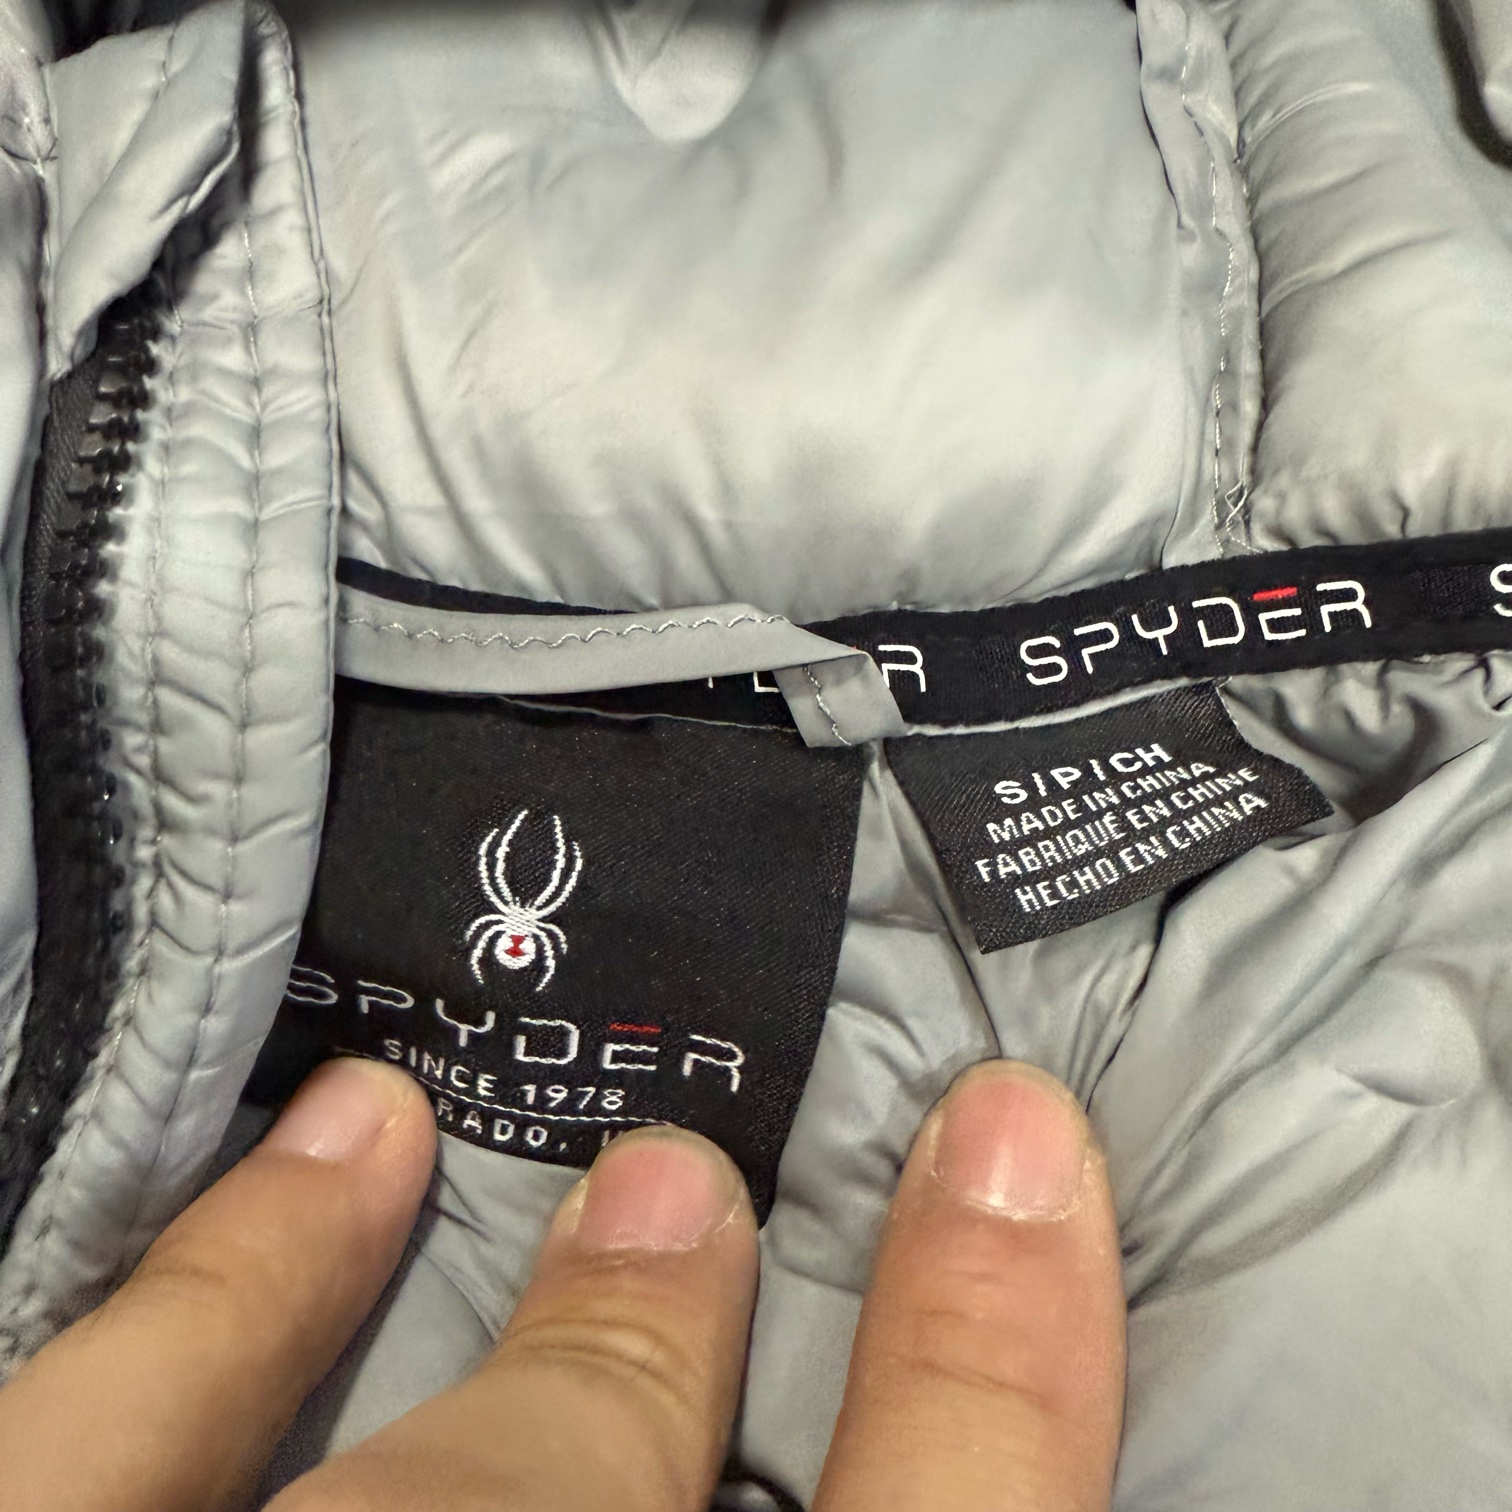 SPYDER
S/P/CH
MADE IN CHINA
FABRIQUÉ EN CHINE
HECHO EN CHINA
SPYDER
SINCE 1978